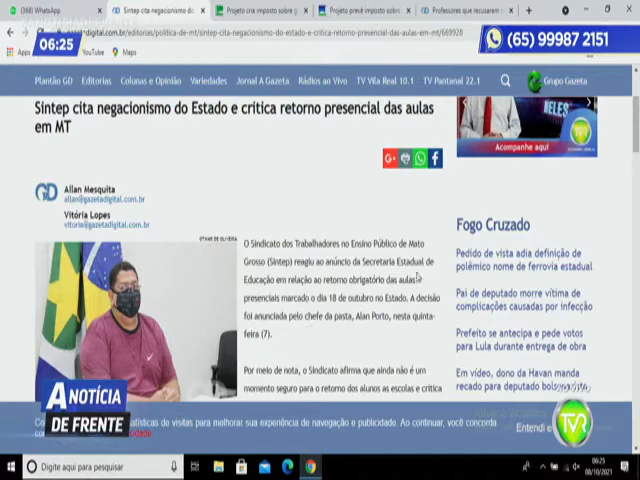 (368) WhatsApp
Sintep cita negacionismo do
Projeto cria imposto sobre g
Projeto prevê imposto sobre
Professores que recusaram
digital.com.br/editorias/politica-de-mt/sintep-cita-negacionismo-do-estado-e-critica-retorno-presencial-das-aulas-em-mt/669928
06:25
(65) 99987 2151
Apps
YouTube
Maps
Plantão GD Editorias Colunas e Opinião Variedades Jornal A Gazeta Rádios ao Vivo TV Vila Real 10.1 TV Pantanal 22.1 Grupo Gazeta
Sintep cita negacionismo do Estado e critica retorno presencial das aulas
em MT
Acompanhe aqui
GD
Allan Mesquita
allan@gazetadigital.com.br
Vitória Lopes
vitoria@gazetadigital.com.br
OTMAR DE OLIVEIRA
O Sindicato dos Trabalhadores no Ensino Público de Mato
Grosso (Sintep) reagiu ao anúncio da Secretaria Estadual de
Educação em relação ao retorno obrigatório das aulas
presenciais marcado o dia 18 de outubro no Estado. A decisão
foi anunciada pelo chefe da pasta, Alan Porto, nesta quinta-
feira (7).
Por meio de nota, o Sindicato afirma que ainda não é um
momento seguro para o retorno dos alunos as escolas e critica
Fogo Cruzado
Pedido de vista adia definição de
polêmico nome de ferrovia estadual
Pai de deputado morre vítima de
complicações causadas por infecção
Prefeito se antecipa e pede votos
para Lula durante entrega de obra
Em vídeo, dono da Havan manda
recado para deputado
A NOTÍCIA
DE FRENTE
atísticas de visitas para melhorar sua experiência de navegação e publicidade. Ao continuar, você concorda
Entendi e
TVR
Digite aqui para pesquisar
06:25
08/10/2021